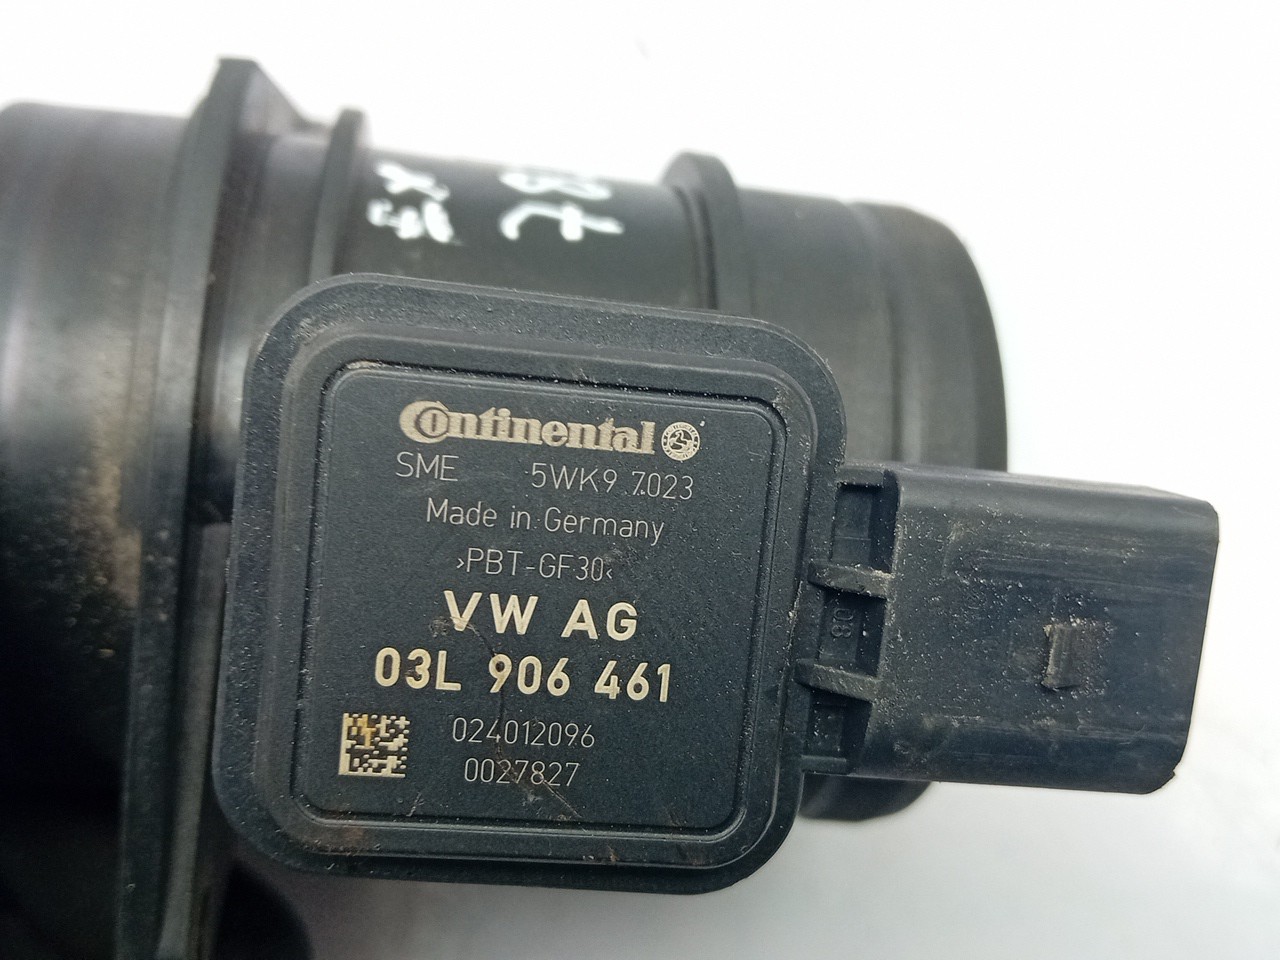 Continental
SME 5WK9 7023
Made in Germany
>PBT-GF30<
VW AG
03L 906 461
024012096
0027827